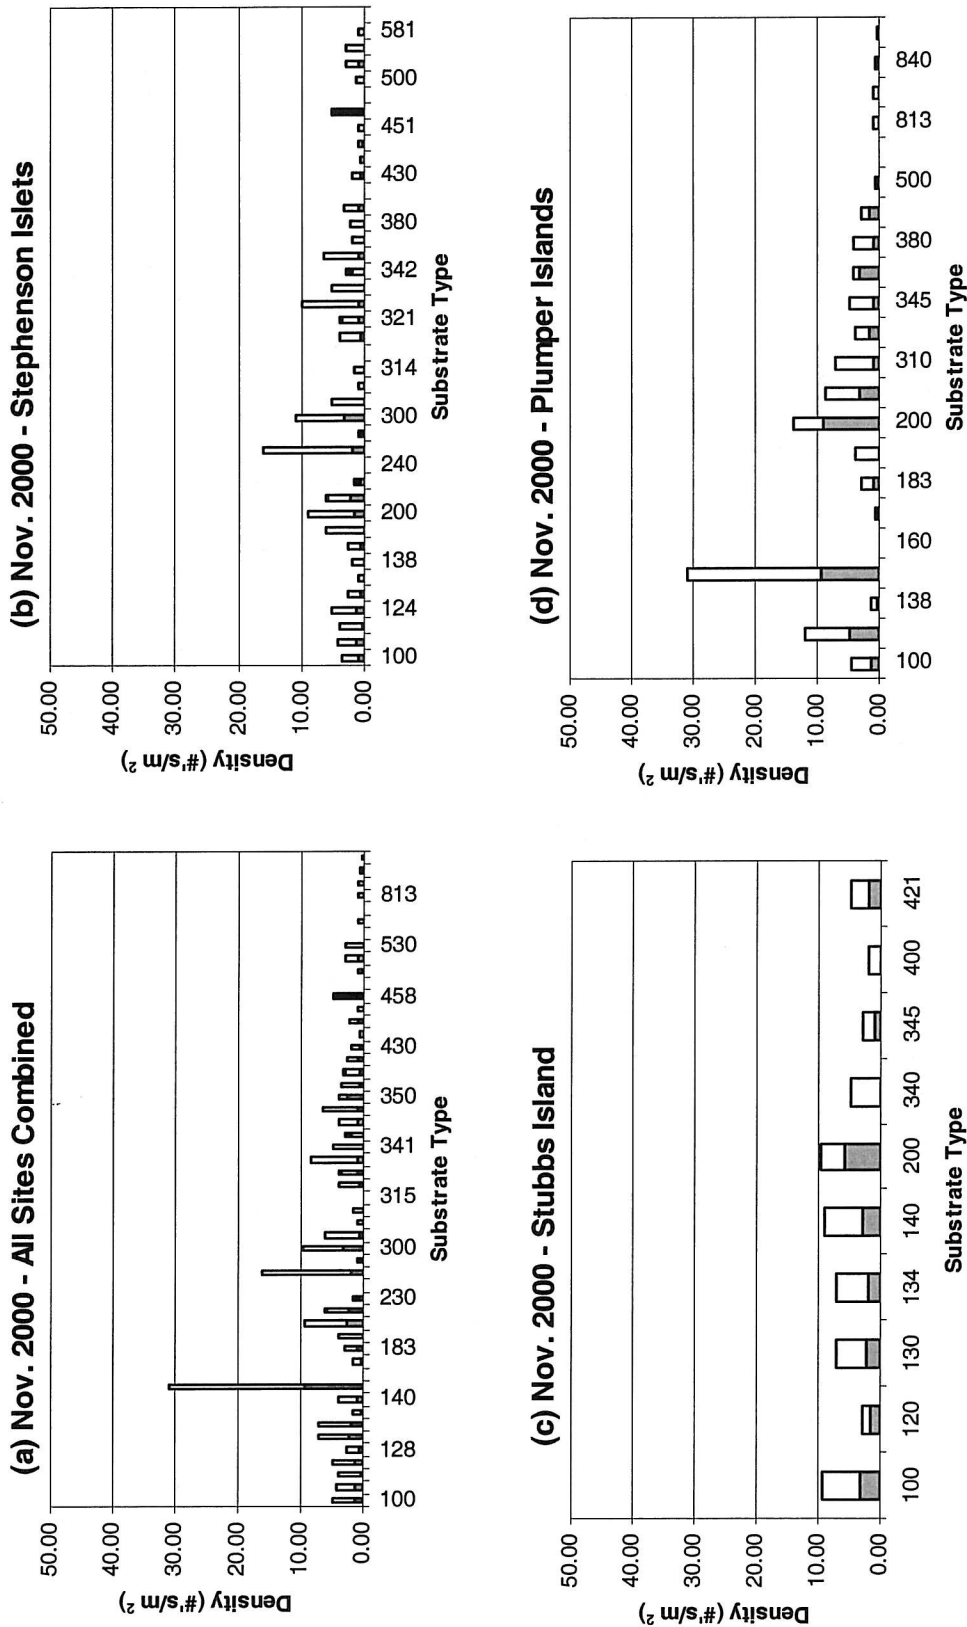 (a) Nov. 2000 - All Sites Combined
50.00
40.00
30.00
20.00
10.00
0.00
Density (#'s/m²)
100 128 140 183 230 300 315 341 350 430 458 530 813
Substrate Type
(b) Nov. 2000 - Stephenson Islets
50.00
40.00
30.00
20.00
10.00
0.00
Density (#'s/m²)
100 124 138 200 240 300 314 321 342 380 430 451 500 581
Substrate Type
(c) Nov. 2000 - Stubbs Island
50.00
40.00
30.00
20.00
10.00
0.00
Density (#'s/m²)
100 120 130 134 140 200 340 345 400 421
Substrate Type
(d) Nov. 2000 - Plumper Islands
50.00
40.00
30.00
20.00
10.00
0.00
Density (#'s/m²)
100 138 160 183 200 310 345 380 500 813 840
Substrate Type